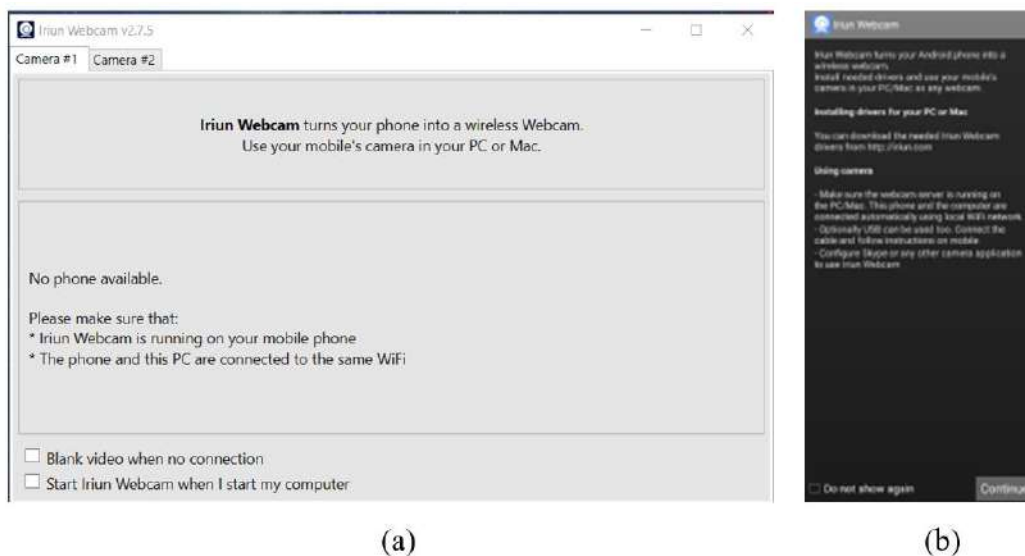 Iriun Webcam v2.7.5
Camera #1 Camera #2
Iriun Webcam turns your phone into a wireless Webcam.
Use your mobile's camera in your PC or Mac.
No phone available.
Please make sure that:
* Iriun Webcam is running on your mobile phone
* The phone and this PC are connected to the same WiFi
Blank video when no connection
Start Iriun Webcam when I start my computer
(a)
Iriun Webcam
Iriun Webcam turns your Android phone into a
wireless webcam.
Install needed drivers and use your mobile's
camera in your PC/Mac as any webcam.
Installing drivers for your PC or Mac
You can download the needed Iriun Webcam
drivers from http://iriun.com
Using camera
- Make sure the webcam server is running on
the PC/Mac. This phone and the computer are
connected automatically using local WiFi network
- Optionally USB can be used too. Connect the
cable and follow instructions on mobile
- Configure Skype or any other camera application
to use Iriun Webcam
Do not show again
Continue
(b)